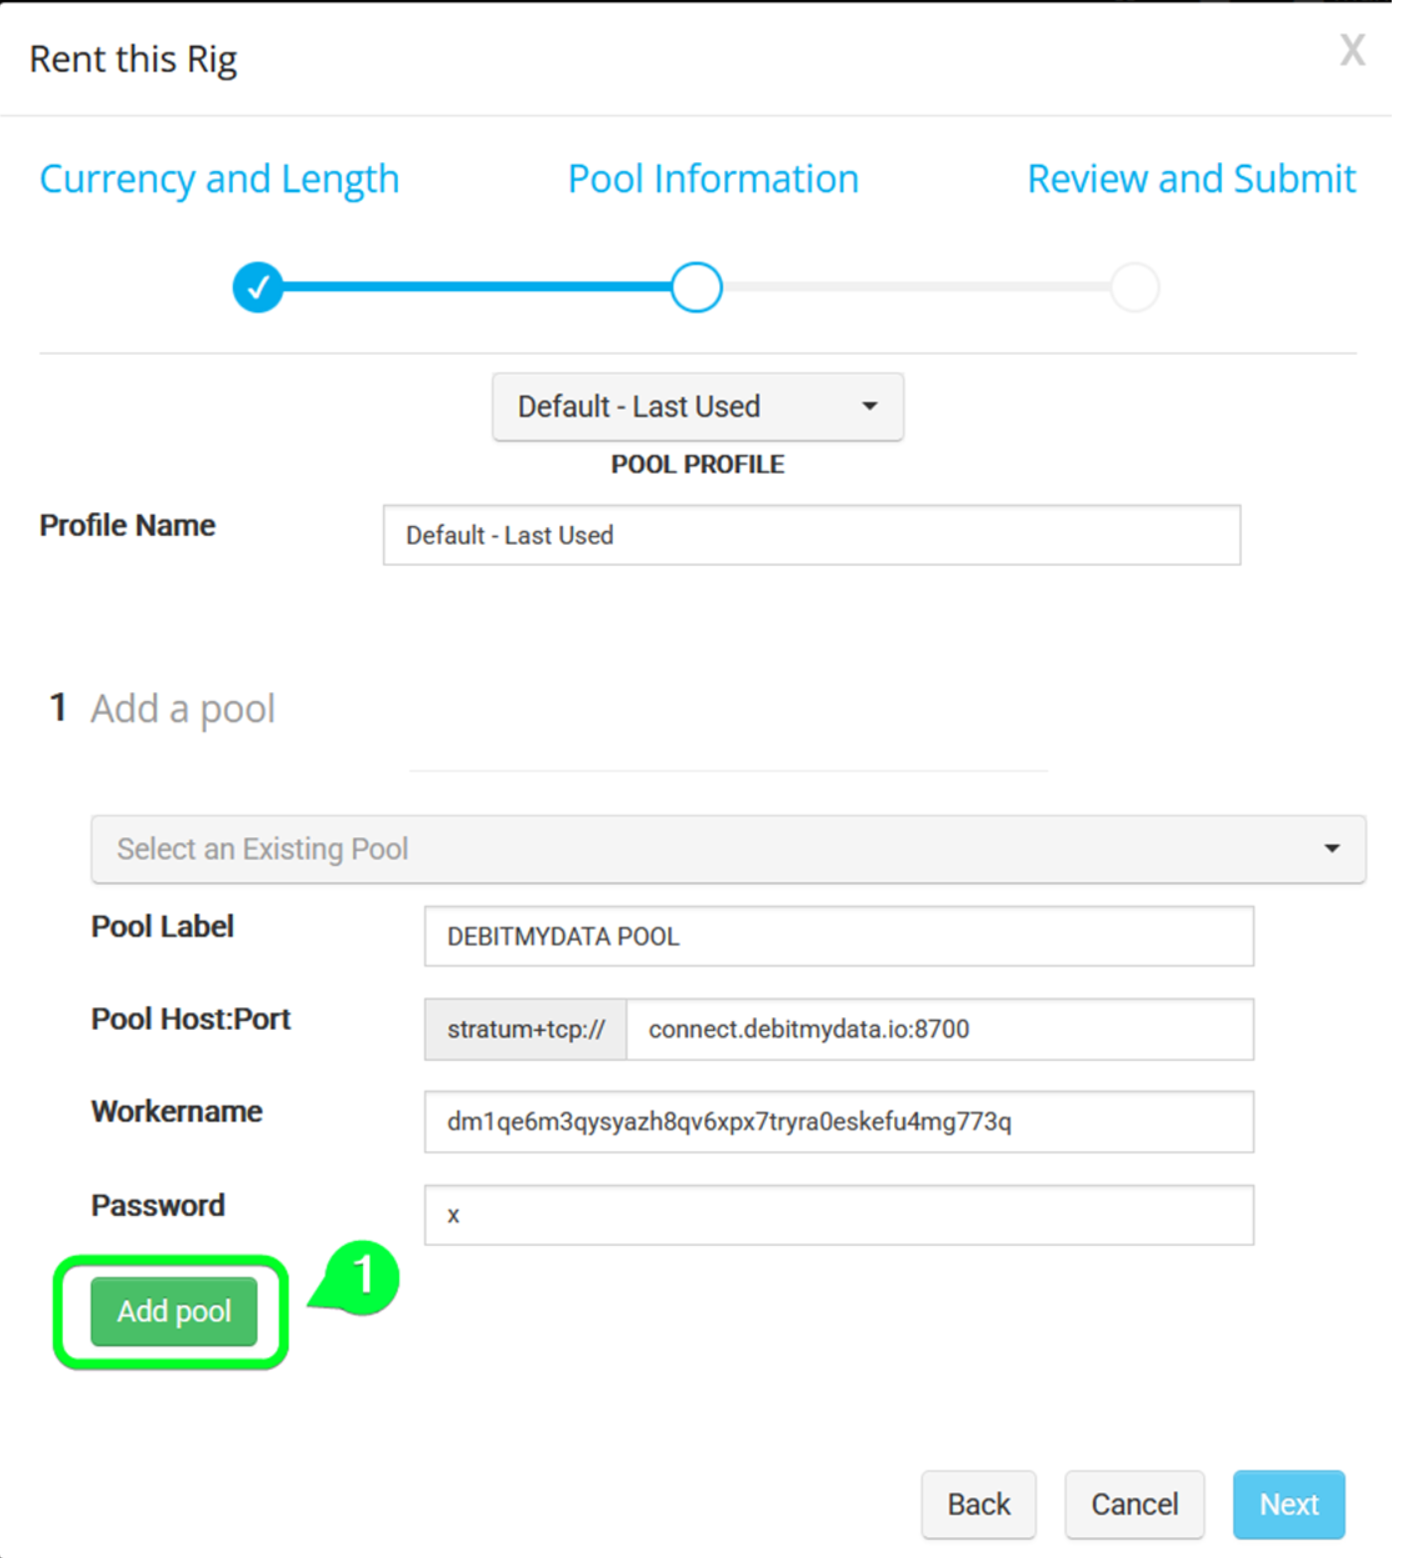 Rent this Rig
X
Currency and Length
Pool Information
Review and Submit
Default - Last Used
POOL PROFILE
Profile Name
Default - Last Used
1 Add a pool
Select an Existing Pool
Pool Label
DEBITMYDATA POOL
Pool Host:Port
stratum+tcp://
connect.debitmydata.io:8700
Workername
dm1qe6m3qysyazh8qv6xpx7tryra0eskefu4mg773q
Password
x
Add pool
1
Back
Cancel
Next